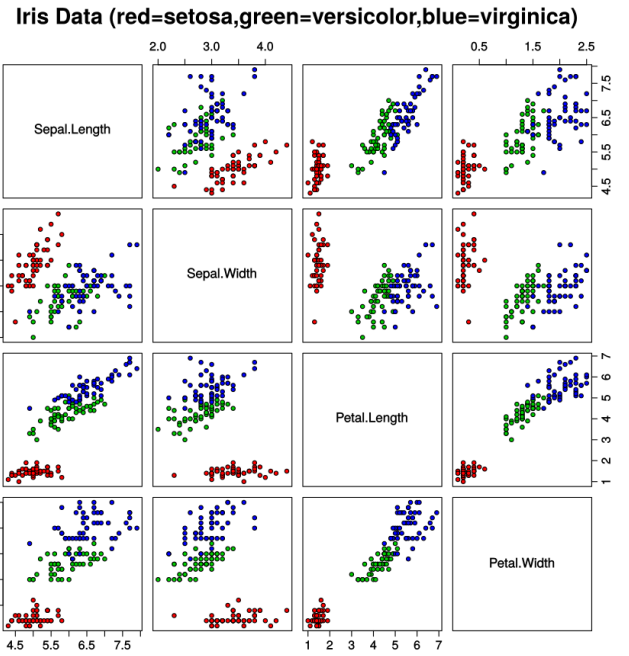 Iris Data (red=setosa,green=versicolor,blue=virginica)
2.0 3.0 4.0
0.5 1.5 2.5
Sepal.Length
4.5 5.5 6.5 7.5
Sepal.Width
Petal.Length
1 2 3 4 5 6 7
Petal.Width
4.5 5.5 6.5 7.5
1 2 3 4 5 6 7